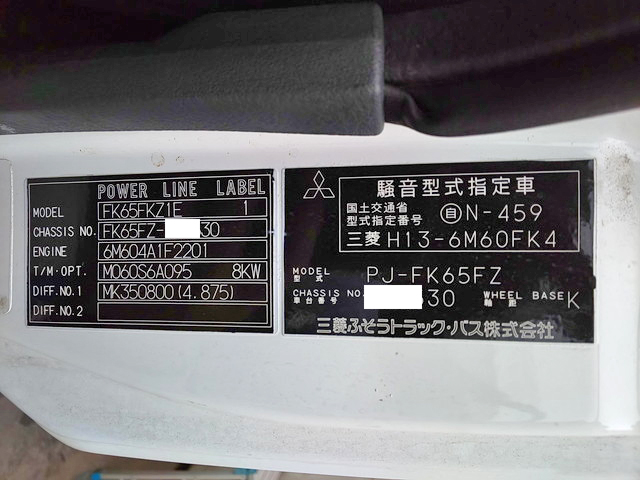 POWER LINE LABEL
MODEL FK65FKZ1E 1
CHASSIS NO. FK65FZ- 30
ENGINE 6M604A1F2201
T/M・OPT. M060S6A095 8KW
DIFF.NO.1 MK350800(4.875)
DIFF.NO.2
騒音型式指定車
国土交通省
型式指定番号 自N-459
三菱 H13-6M60FK4
MODEL
型式 PJ-FK65FZ
CHASSIS NO. 30 WHEEL BASE K
車台番号 軸距
三菱ふそうトラック・バス株式会社